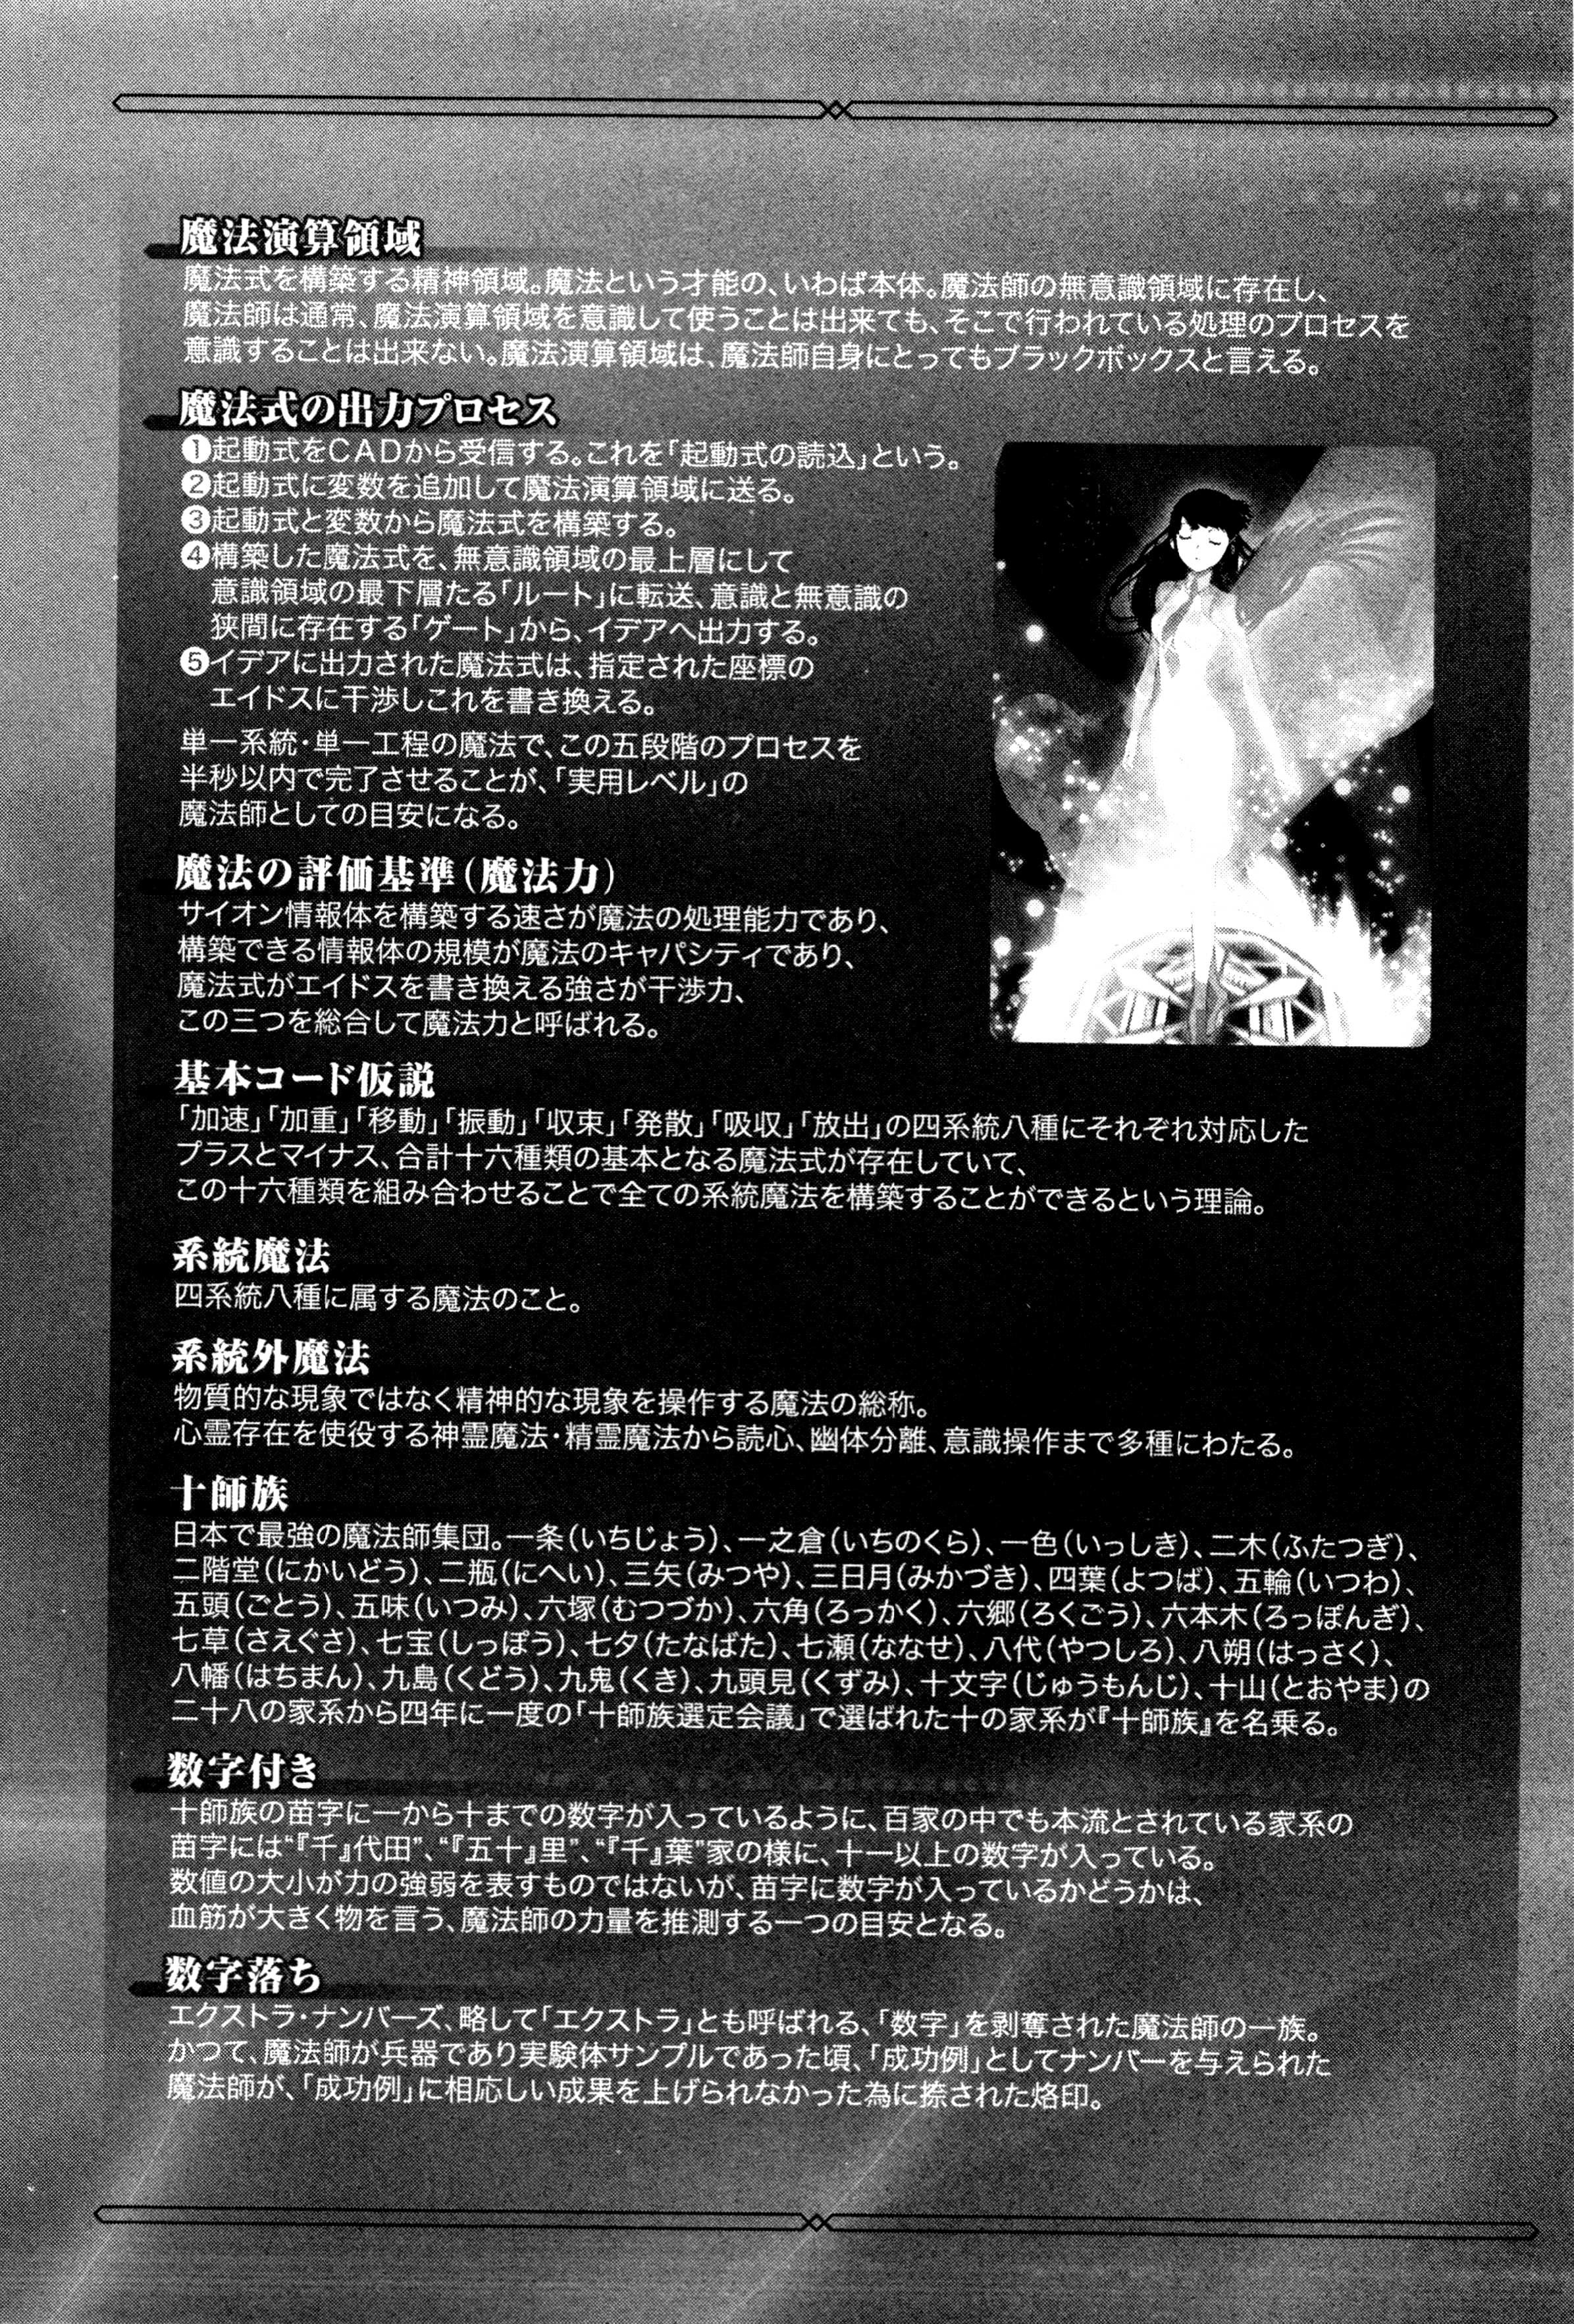 魔法演算領域
魔法式を構築する精神領域。魔法という才能の、いわば本体。魔法師の無意識領域に存在し、
魔法師は通常、魔法演算領域を意識して使うことは出来ても、そこで行われている処理のプロセスを
意識することは出来ない。魔法演算領域は、魔法師自身にとってもブラックボックスと言える。
魔法式の出力プロセス
❶起動式をCADから受信する。これを「起動式の読込」という。
❷起動式に変数を追加して魔法演算領域に送る。
❸起動式と変数から魔法式を構築する。
❹構築した魔法式を、無意識領域の最上層にして
意識領域の最下層たる「ルート」に転送、意識と無意識の
狭間に存在する「ゲート」から、イデアへ出力する。
❺イデアに出力された魔法式は、指定された座標の
エイドスに干渉しこれを書き換える。
単一系統・単一工程の魔法で、この五段階のプロセスを
半秒以内で完了させることが、「実用レベル」の
魔法師としての目安になる。
魔法の評価基準（魔法力）
サイオン情報体を構築する速さが魔法の処理能力であり、
構築できる情報体の規模が魔法のキャパシティであり、
魔法式がエイドスを書き換える強さが干渉力、
この三つを総合して魔法力と呼ばれる。
基本コード仮説
「加速」「加重」「移動」「振動」「収束」「発散」「吸収」「放出」の四系統八種にそれぞれ対応した
プラスとマイナス、合計十六種類の基本となる魔法式が存在していて、
この十六種類を組み合わせることで全ての系統魔法を構築することができるという理論。
系統魔法
四系統八種に属する魔法のこと。
系統外魔法
物質的な現象ではなく精神的な現象を操作する魔法の総称。
心霊存在を使役する神霊魔法・精霊魔法から読心、幽体分離、意識操作まで多種にわたる。
十師族
日本で最強の魔法師集団。一条（いちじょう）、一之倉（いちのくら）、一色（いっしき）、二木（ふたつぎ）、
二階堂（にかいどう）、二瓶（にへい）、三矢（みつや）、三日月（みかづき）、四葉（よつば）、五輪（いつわ）、
五頭（ごとう）、五味（いつみ）、六塚（むつづか）、六角（ろっかく）、六郷（ろくごう）、六本木（ろっぽんぎ）、
七草（さえぐさ）、七宝（しっぽう）、七夕（たなばた）、七瀬（ななせ）、八代（やつしろ）、八朔（はっさく）、
八幡（はちまん）、九島（くどう）、九鬼（くき）、九頭見（くずみ）、十文字（じゅうもんじ）、十山（とおやま）の
二十八の家系から四年に一度の「十師族選定会議」で選ばれた十の家系が『十師族』を名乗る。
数字付き
十師族の苗字に一から十までの数字が入っているように、百家の中でも本流とされている家系の
苗字には“『千』代田”、“『五十』里”、“『千』葉”家の様に、十一以上の数字が入っている。
数値の大小が力の強弱を表すものではないが、苗字に数字が入っているかどうかは、
血筋が大きく物を言う、魔法師の力量を推測する一つの目安となる。
数字落ち
エクストラ・ナンバーズ、略して「エクストラ」とも呼ばれる、「数字」を剥奪された魔法師の一族。
かつて、魔法師が兵器であり実験体サンプルであった頃、「成功例」としてナンバーを与えられた
魔法師が、「成功例」に相応しい成果を上げられなかった為に捺された烙印。